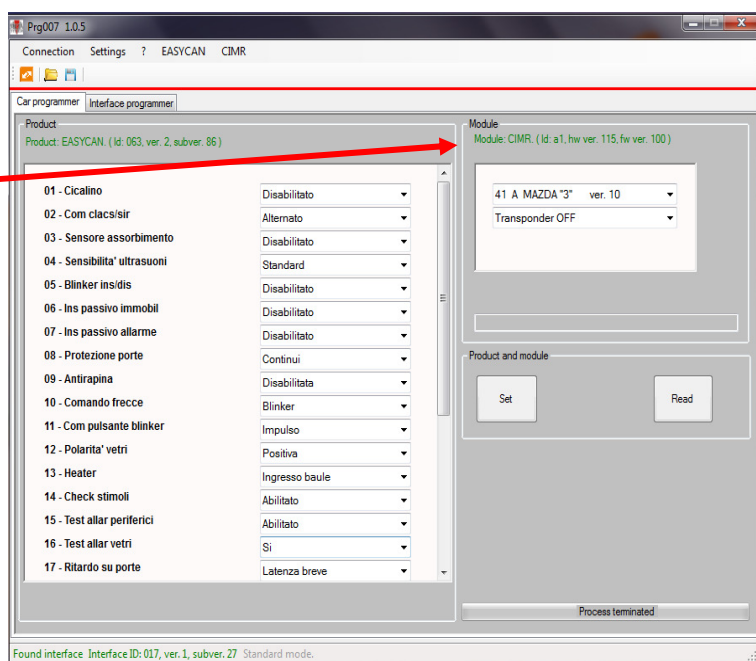 Prg007 1.0.5
Connection Settings ? EASYCAN CIMR
Car programmer Interface programmer
Product
Product: EASYCAN. ( Id: 063, ver. 2, subver. 86 )
01 - Cicalino Disabilitato
02 - Com clacs/sir Alternato
03 - Sensore assorbimento Disabilitato
04 - Sensibilita' ultrasuoni Standard
05 - Blinker ins/dis Disabilitato
06 - Ins passivo immobil Disabilitato
07 - Ins passivo allarme Disabilitato
08 - Protezione porte Continui
09 - Antirapina Disabilitata
10 - Comando frecce Blinker
11 - Com pulsante blinker Impulso
12 - Polarita' vetri Positiva
13 - Heater Ingresso baule
14 - Check stimoli Abilitato
15 - Test allar periferici Abilitato
16 - Test allar vetri Si
17 - Ritardo su porte Latenza breve
Module
Module: CIMR. ( Id: a1, hw ver. 115, fw ver. 100 )
41 A MAZDA "3" ver. 10
Transponder OFF
Product and module
Set Read
Process terminated
Found interface Interface ID: 017, ver. 1, subver. 27 Standard mode.